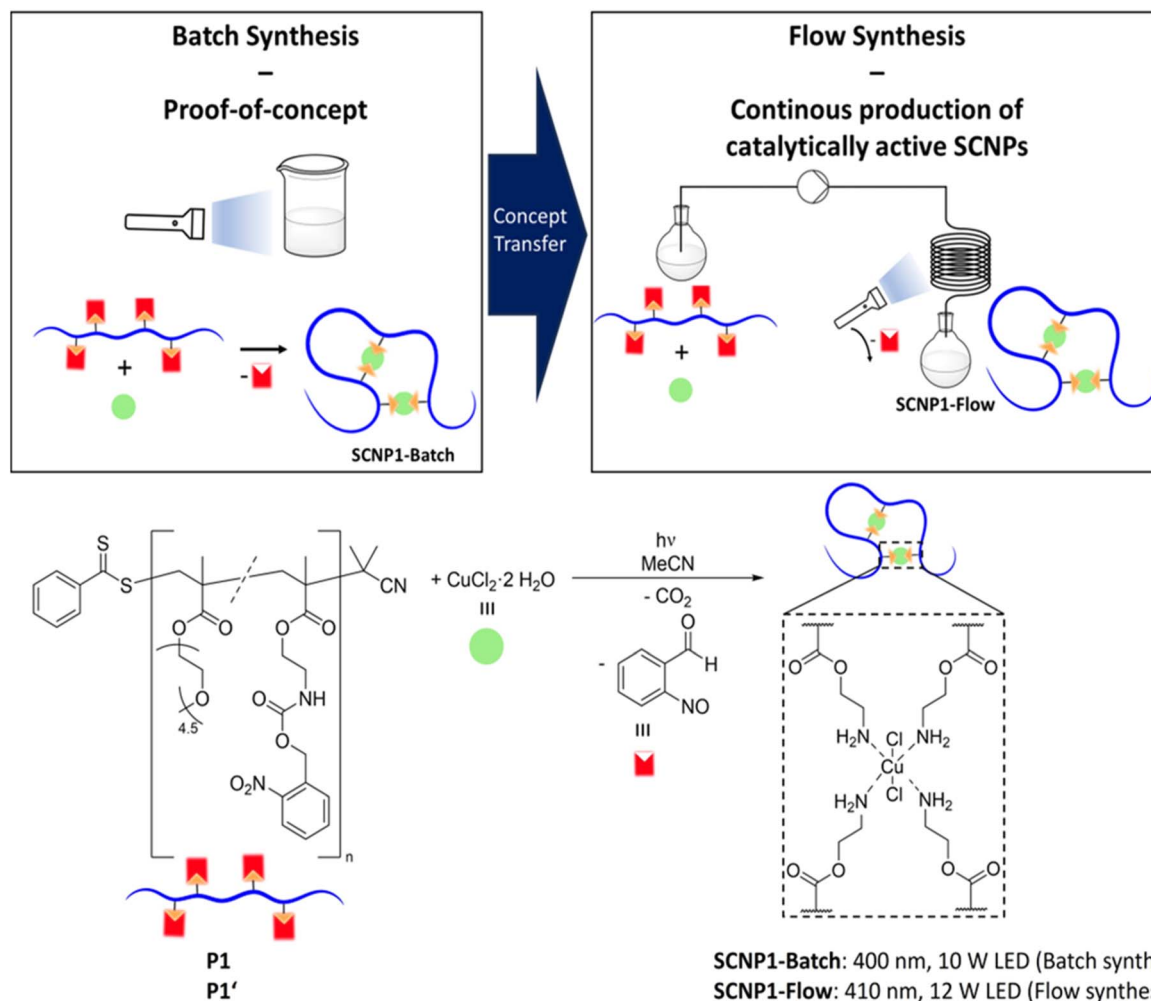 Batch Synthesis
–
Proof-of-concept
+
-
SCNP1-Batch
Concept
Transfer
Flow Synthesis
–
Continous production of
catalytically active SCNPs
+
-
SCNP1-Flow
S
S
CN
O
O
O
O
4.5
O
O
NH
O
O
O2N
n
+ CuCl2·2 H2O
III
hν
MeCN
- CO2
-
O
H
NO
III
O
O
O
O
H2N
Cl
NH2
Cu
H2N
Cl
NH2
O
O
O
O
P1
P1‘
SCNP1-Batch: 400 nm, 10 W LED (Batch synth
SCNP1-Flow: 410 nm, 12 W LED (Flow synthe